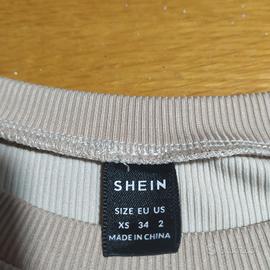 SHEIN
SIZE EU US
XS 34 2
MADE IN CHINA